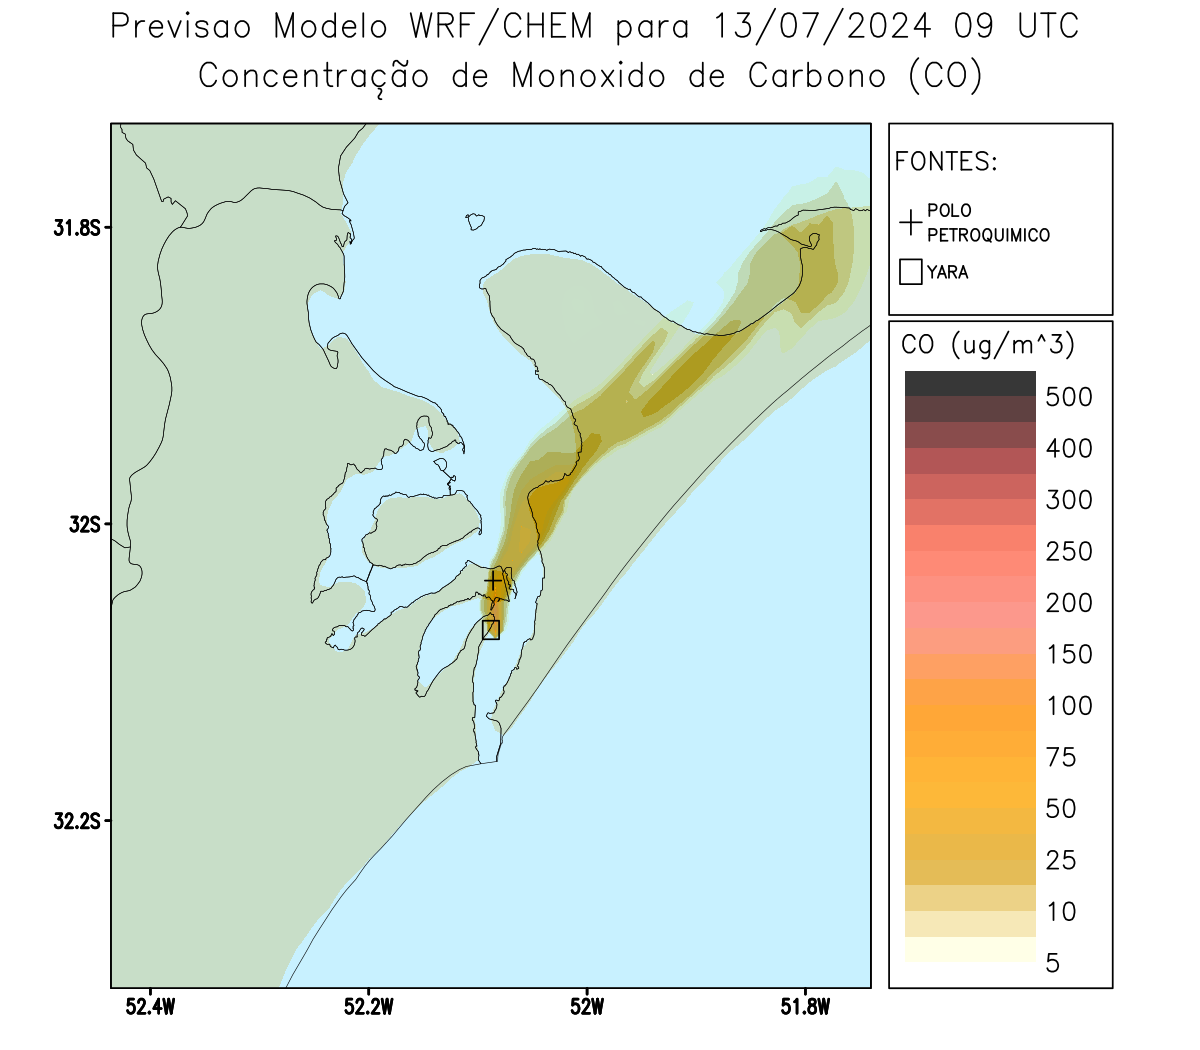 Previsao Modelo WRF/CHEM para 13/07/2024 09 UTC
Concentração de Monoxido de Carbono (CO)
FONTES:
POLO
PETROQUIMICO
YARA
CO (ug/m^3)
500
400
300
250
200
150
100
75
50
25
10
5
31.8S
32S
32.2S
52.4W
52.2W
52W
51.8W